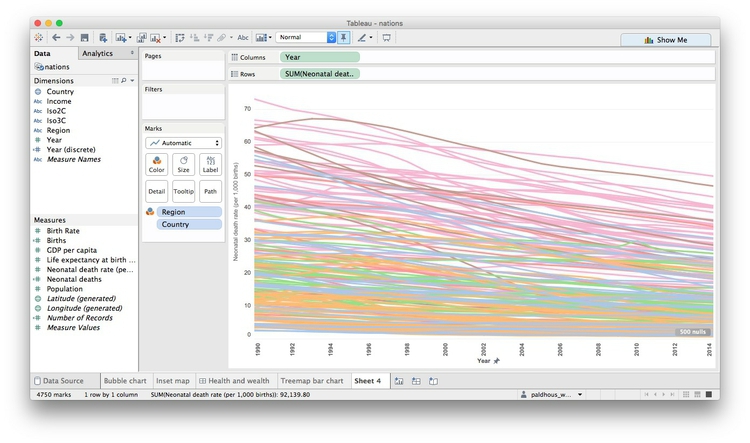 Tableau - nations
Abc
Normal
Show Me
Data
Analytics
nations
Dimensions
Country
Abc Income
Abc Iso2C
Abc Iso3C
Abc Region
# Year
# Year (discrete)
Abc Measure Names
Measures
# Birth Rate
# Births
# GDP per capita
# Life expectancy at birth ...
# Neonatal death rate (pe...
# Neonatal deaths
# Population
Latitude (generated)
Longitude (generated)
# Number of Records
# Measure Values
Pages
Filters
Marks
Automatic
Color Size Label
Detail Tooltip Path
Region
Country
Columns Year
Rows SUM(Neonatal deat..
Neonatal death rate (per 1,000 births)
70
60
50
40
30
20
10
0
500 nulls
1990 1992 1994 1996 1998 2000 2002 2004 2006 2008 2010 2012 2014
Year
Data Source Bubble chart Inset map Health and wealth Treemap bar chart Sheet 4
4750 marks 1 row by 1 column SUM(Neonatal death rate (per 1,000 births)): 92,139.80 paldhous_w...